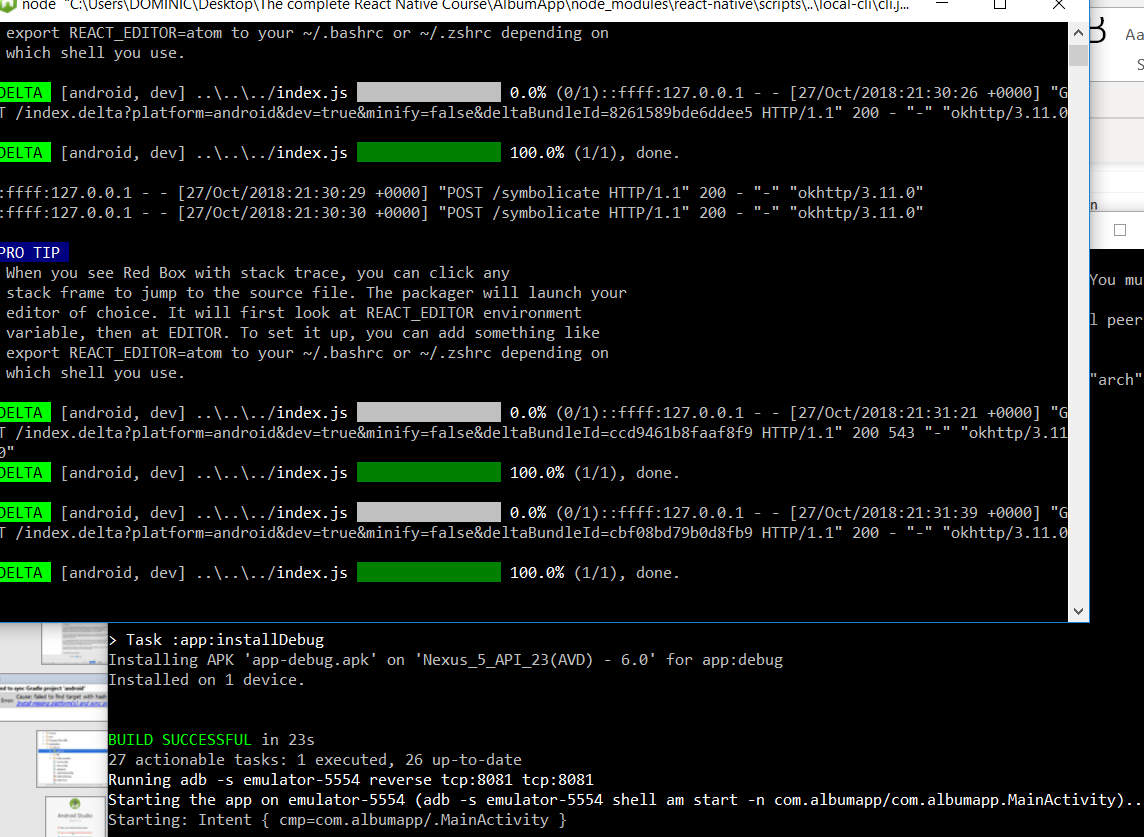 node "C:\Users\DOMINIC\Desktop\The complete React Native Course\AlbumApp\node_modules\react-native\scripts\..\local-cli\cli.j...
export REACT_EDITOR=atom to your ~/.bashrc or ~/.zshrc depending on
which shell you use.
DELTA [android, dev] ..\..\../index.js 0.0% (0/1)::ffff:127.0.0.1 - - [27/Oct/2018:21:30:26 +0000] "G
T /index.delta?platform=android&dev=true&minify=false&deltaBundleId=8261589bde6ddee5 HTTP/1.1" 200 - "-" "okhttp/3.11.0
DELTA [android, dev] ..\..\../index.js 100.0% (1/1), done.
:ffff:127.0.0.1 - - [27/Oct/2018:21:30:29 +0000] "POST /symbolicate HTTP/1.1" 200 - "-" "okhttp/3.11.0"
:ffff:127.0.0.1 - - [27/Oct/2018:21:30:30 +0000] "POST /symbolicate HTTP/1.1" 200 - "-" "okhttp/3.11.0"
PRO TIP
When you see Red Box with stack trace, you can click any
stack frame to jump to the source file. The packager will launch your
editor of choice. It will first look at REACT_EDITOR environment
variable, then at EDITOR. To set it up, you can add something like
export REACT_EDITOR=atom to your ~/.bashrc or ~/.zshrc depending on
which shell you use.
DELTA [android, dev] ..\..\../index.js 0.0% (0/1)::ffff:127.0.0.1 - - [27/Oct/2018:21:31:21 +0000] "G
T /index.delta?platform=android&dev=true&minify=false&deltaBundleId=ccd9461b8faaf8f9 HTTP/1.1" 200 543 "-" "okhttp/3.11
0"
DELTA [android, dev] ..\..\../index.js 100.0% (1/1), done.
DELTA [android, dev] ..\..\../index.js 0.0% (0/1)::ffff:127.0.0.1 - - [27/Oct/2018:21:31:39 +0000] "G
T /index.delta?platform=android&dev=true&minify=false&deltaBundleId=cbf08bd79b0d8fb9 HTTP/1.1" 200 - "-" "okhttp/3.11.0
DELTA [android, dev] ..\..\../index.js 100.0% (1/1), done.
> Task :app:installDebug
Installing APK 'app-debug.apk' on 'Nexus_5_API_23(AVD) - 6.0' for app:debug
Installed on 1 device.
BUILD SUCCESSFUL in 23s
27 actionable tasks: 1 executed, 26 up-to-date
Running adb -s emulator-5554 reverse tcp:8081 tcp:8081
Starting the app on emulator-5554 (adb -s emulator-5554 shell am start -n com.albumapp/com.albumapp.MainActivity)..
Starting: Intent { cmp=com.albumapp/.MainActivity }
Aa
S
n
You mu
l peer
"arch"
Android Studio